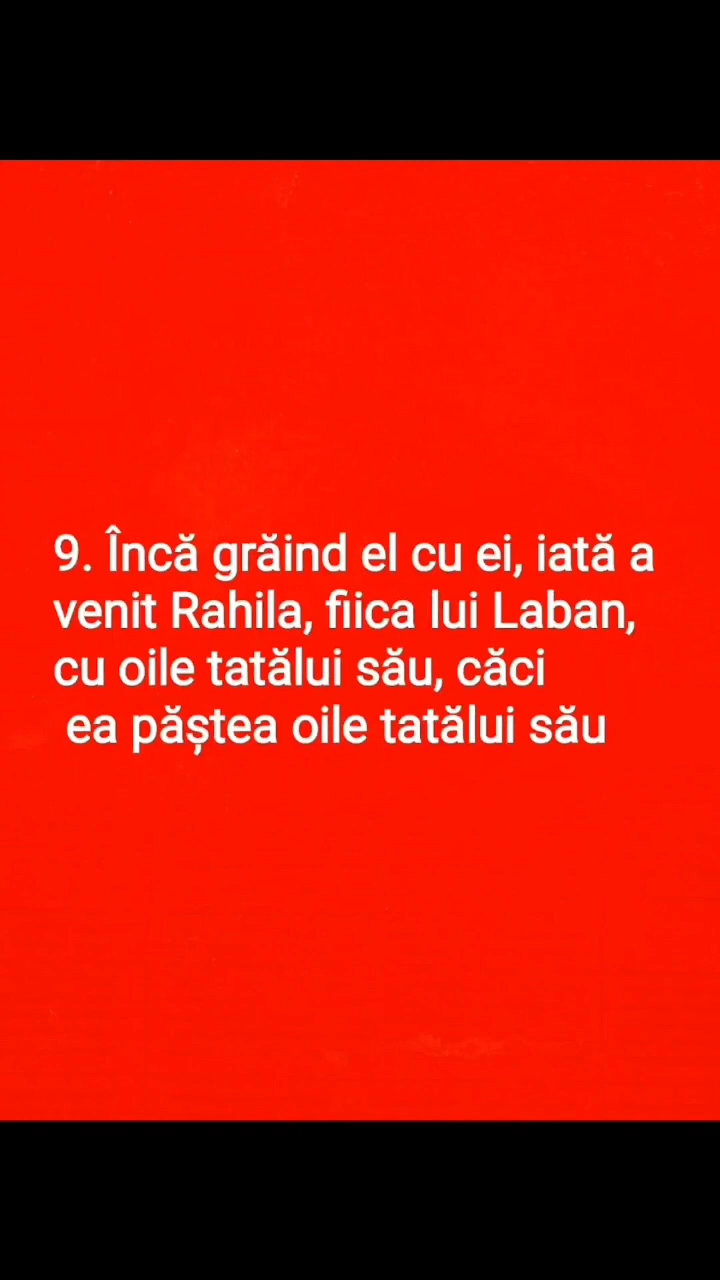 9. Încă grăind el cu ei, iată a
venit Rahila, fiica lui Laban,
cu oile tatălui său, căci
ea păștea oile tatălui său